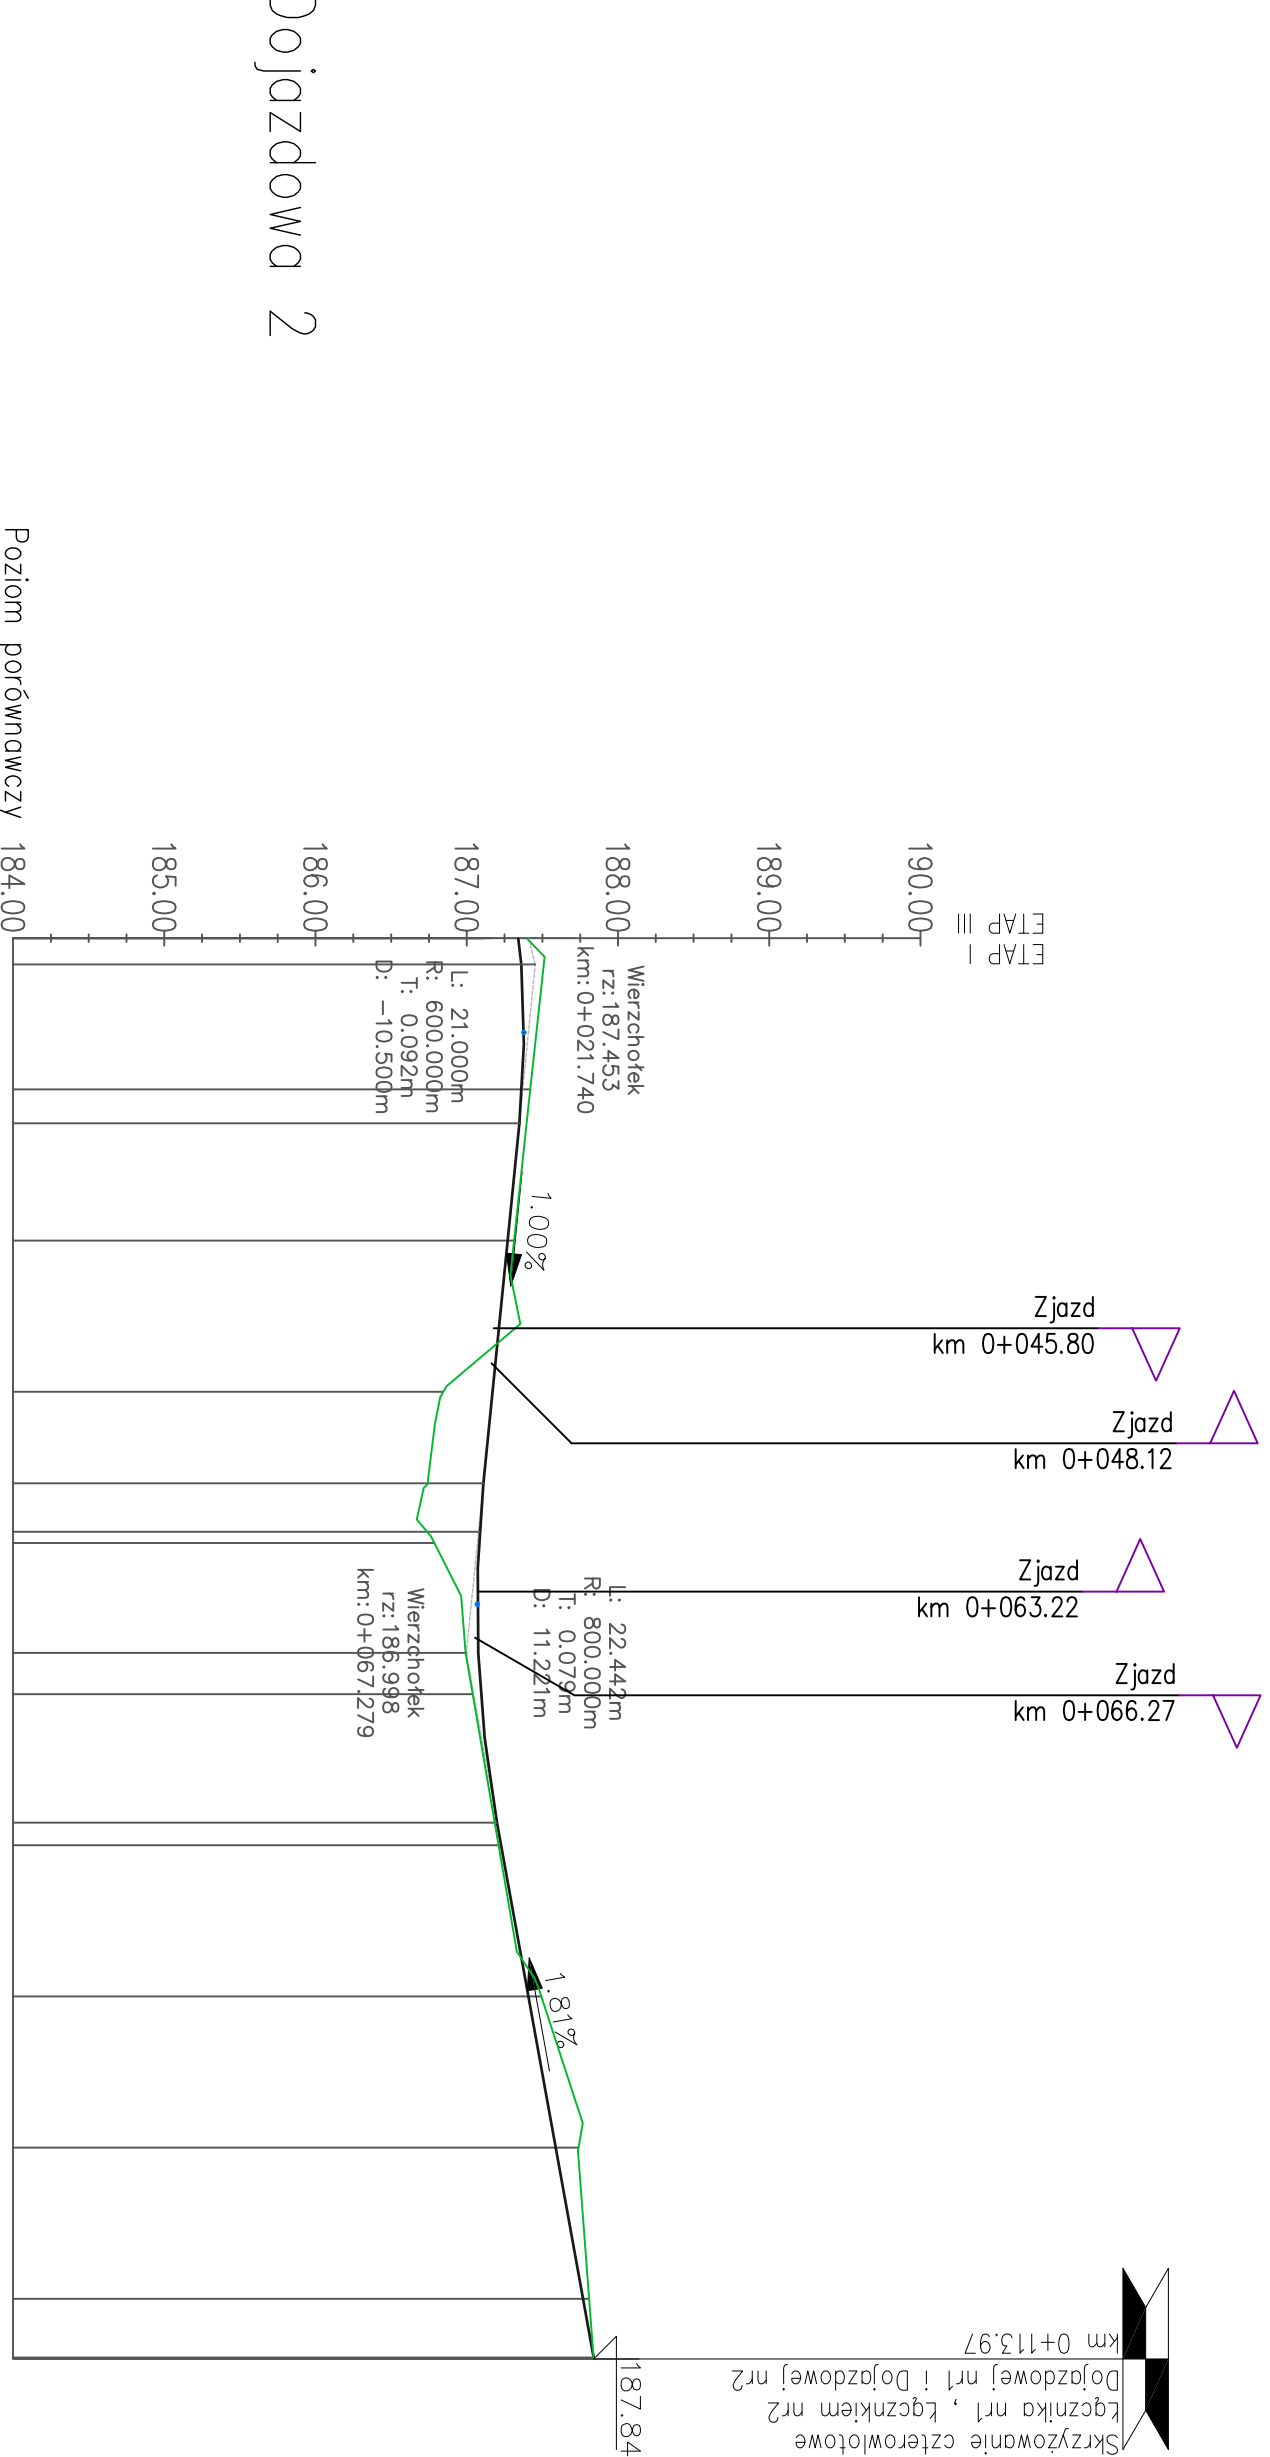 Dojazdowa 2
Poziom porównawczy 184.00
185.00
186.00
187.00
188.00
189.00
190.00
ETAP III
ETAP I
Wierzchołek
rz:187.453
km:0+021.740
L: 21.000m
R: 600.000m
T: 0.092m
D: -10.500m
1.00%
Zjazd
km 0+045.80
Zjazd
km 0+048.12
Zjazd
km 0+063.22
Zjazd
km 0+066.27
L: 22.442m
R: 800.000m
T: 0.079m
D: 11.221m
Wierzchołek
rz:186.998
km:0+067.279
1.81%
187.84
km 0+113.97
Skrzyżowanie czterowlotowe
Łącznika nr1 , Łącznkiem nr2
Dojazdowej nr1 i Dojazdowej nr2